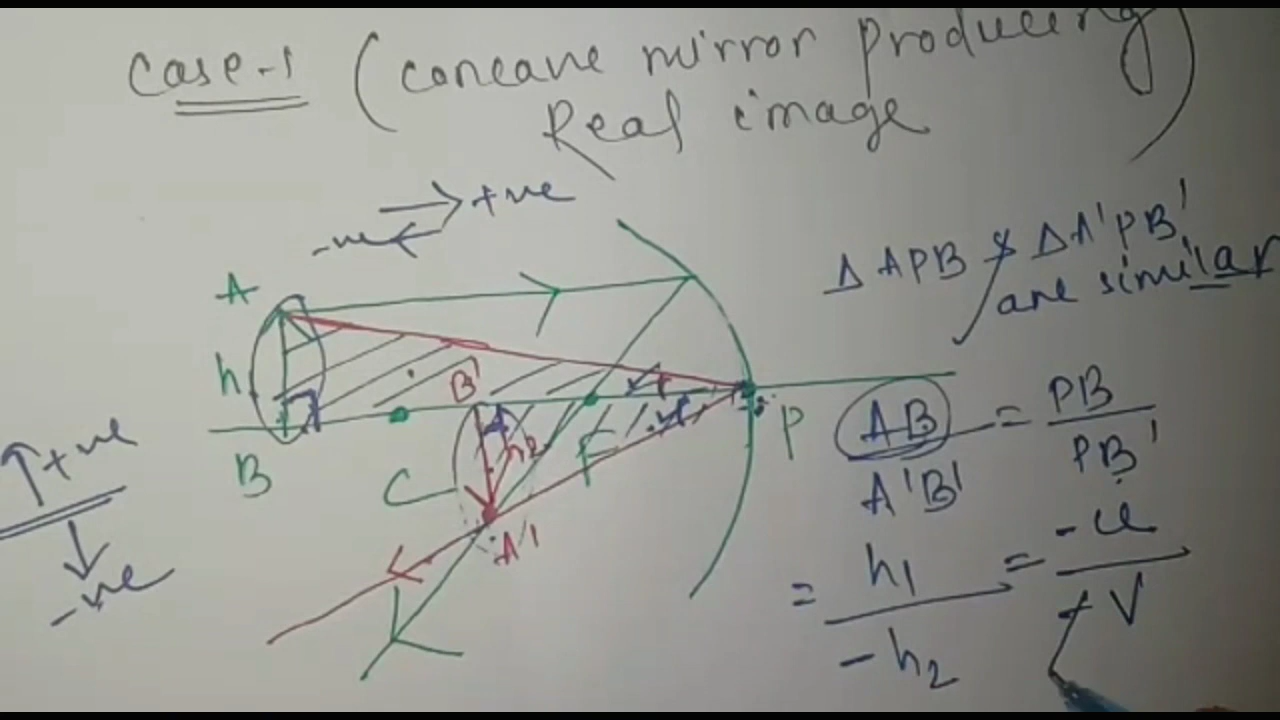 Case-1 (concave mirror producing
Real image
+ve
-ve
Δ APB & Δ A'PB'
are similar
A
h
B'
B
+ve
-ve
C
h2
F
A'
P
AB = PB
A'B' PB'
= h1 = -u
-h2 -V